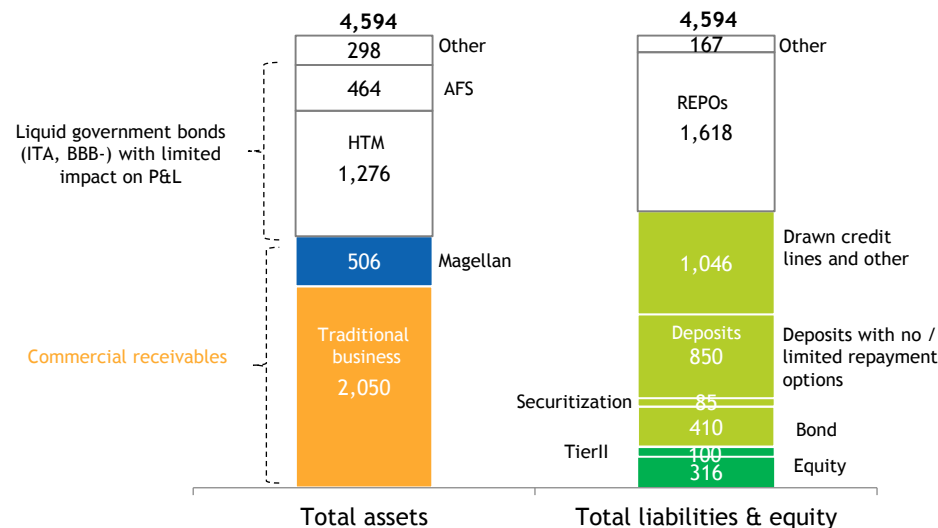 4,594
298
Other
464
AFS
HTM
1,276
Liquid government bonds
(ITA, BBB-) with limited
impact on P&L
506
Magellan
Traditional
business
2,050
Commercial receivables
Total assets
4,594
167
Other
REPOs
1,618
1,046
Drawn credit
lines and other
Deposits
850
Deposits with no /
limited repayment
options
Securitization
85
410
Bond
TierII
100
316
Equity
Total liabilities & equity